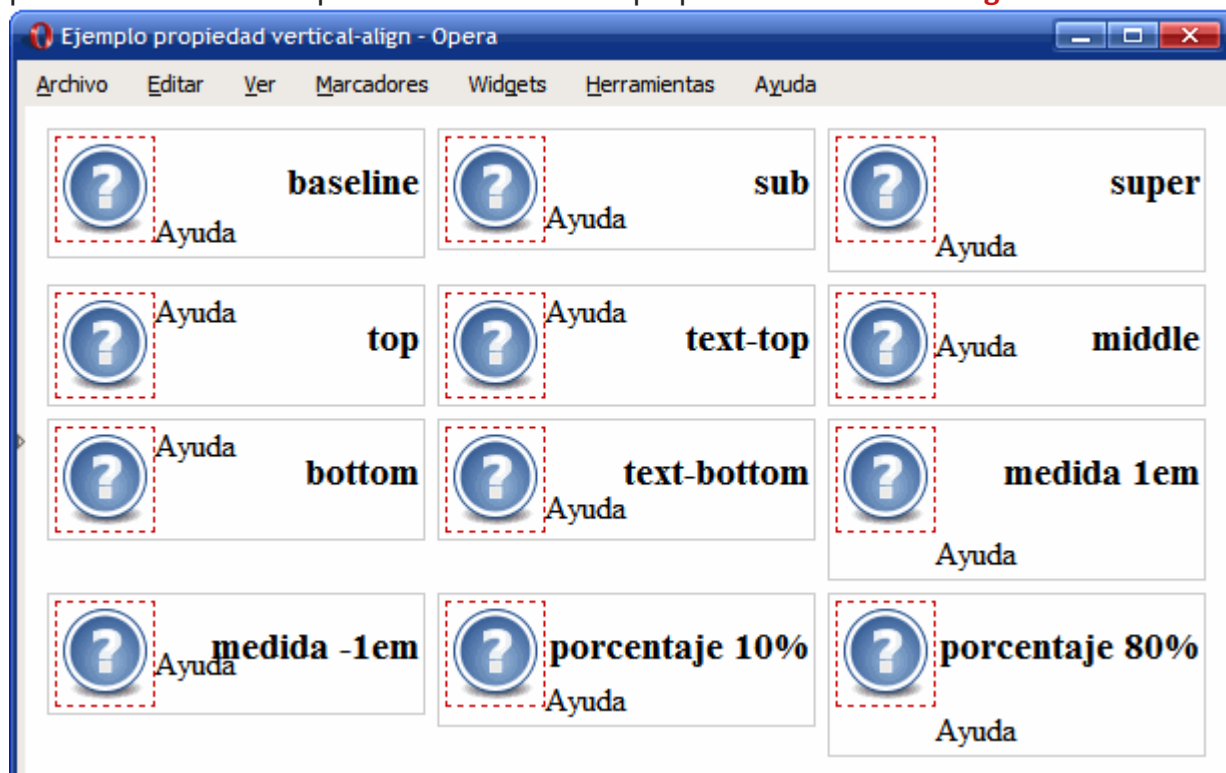 Ejemplo propiedad vertical-align - Opera
Archivo Editar Ver Marcadores Widgets Herramientas Ayuda
baseline
Ayuda
sub
Ayuda
super
Ayuda
Ayuda
top
Ayuda
text-top
Ayuda
middle
Ayuda
bottom
text-bottom
Ayuda
medida 1em
Ayuda
medida -1em
Ayuda
porcentaje 10%
Ayuda
porcentaje 80%
Ayuda